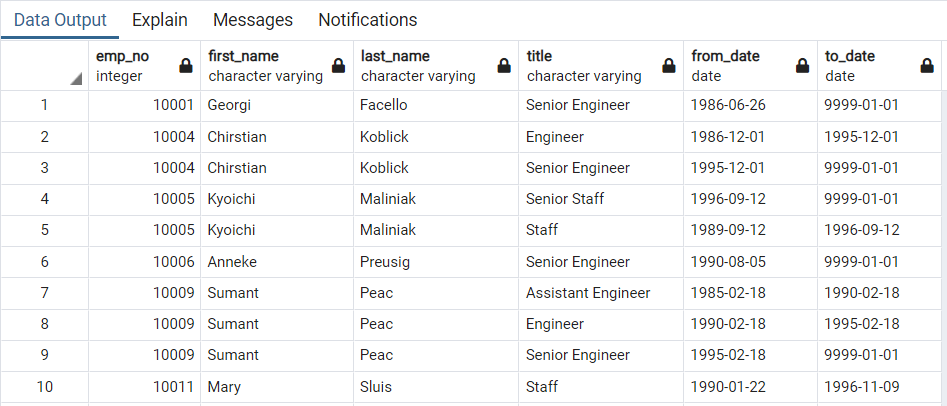 Data Output Explain Messages Notifications
emp_no first_name last_name title from_date to_date
integer character varying character varying character varying date date
1 10001 Georgi Facello Senior Engineer 1986-06-26 9999-01-01
2 10004 Chirstian Koblick Engineer 1986-12-01 1995-12-01
3 10004 Chirstian Koblick Senior Engineer 1995-12-01 9999-01-01
4 10005 Kyoichi Maliniak Senior Staff 1996-09-12 9999-01-01
5 10005 Kyoichi Maliniak Staff 1989-09-12 1996-09-12
6 10006 Anneke Preusig Senior Engineer 1990-08-05 9999-01-01
7 10009 Sumant Peac Assistant Engineer 1985-02-18 1990-02-18
8 10009 Sumant Peac Engineer 1990-02-18 1995-02-18
9 10009 Sumant Peac Senior Engineer 1995-02-18 9999-01-01
10 10011 Mary Sluis Staff 1990-01-22 1996-11-09